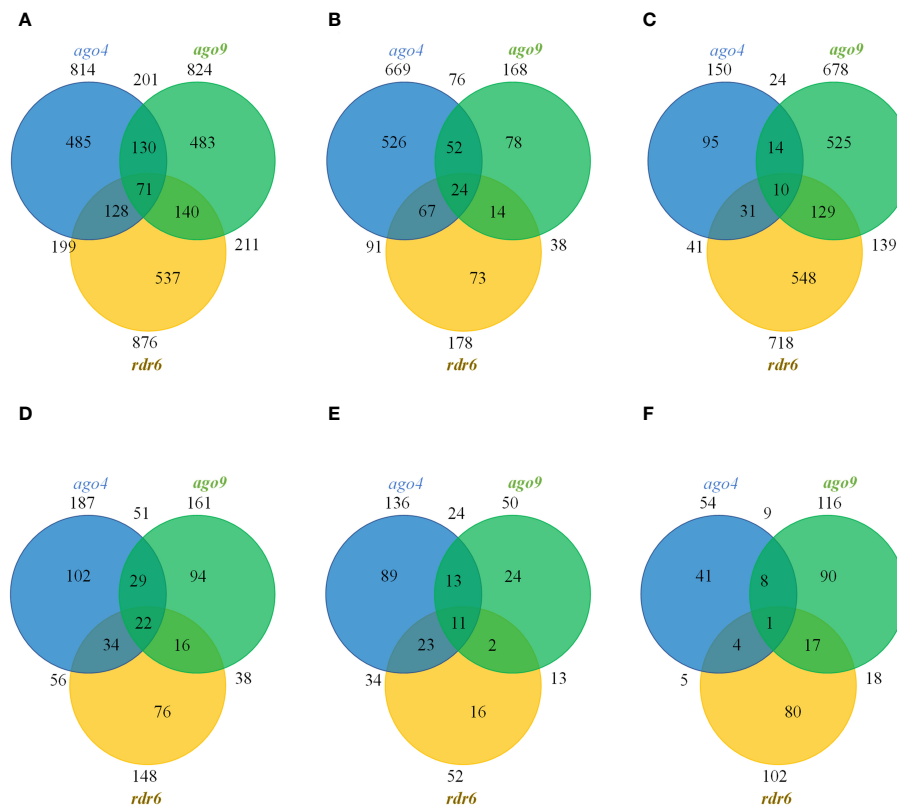 A B C
ago4 ago9 ago4 ago9 ago4 ago9
814 201 824 669 76 168 150 24 678
485 130 483 526 52 78 95 14 525
71 24 10
128 140 67 14 31 129
199 211 91 38 41 139
537 73 548
876 178 718
rdr6 rdr6 rdr6
D E F
ago4 ago9 ago4 ago9 ago4 ago9
187 51 161 136 24 50 54 9 116
102 29 94 89 13 24 41 8 90
22 11 1
34 16 23 2 4 17
56 38 34 13 5 18
76 16 80
148 52 102
rdr6 rdr6 rdr6